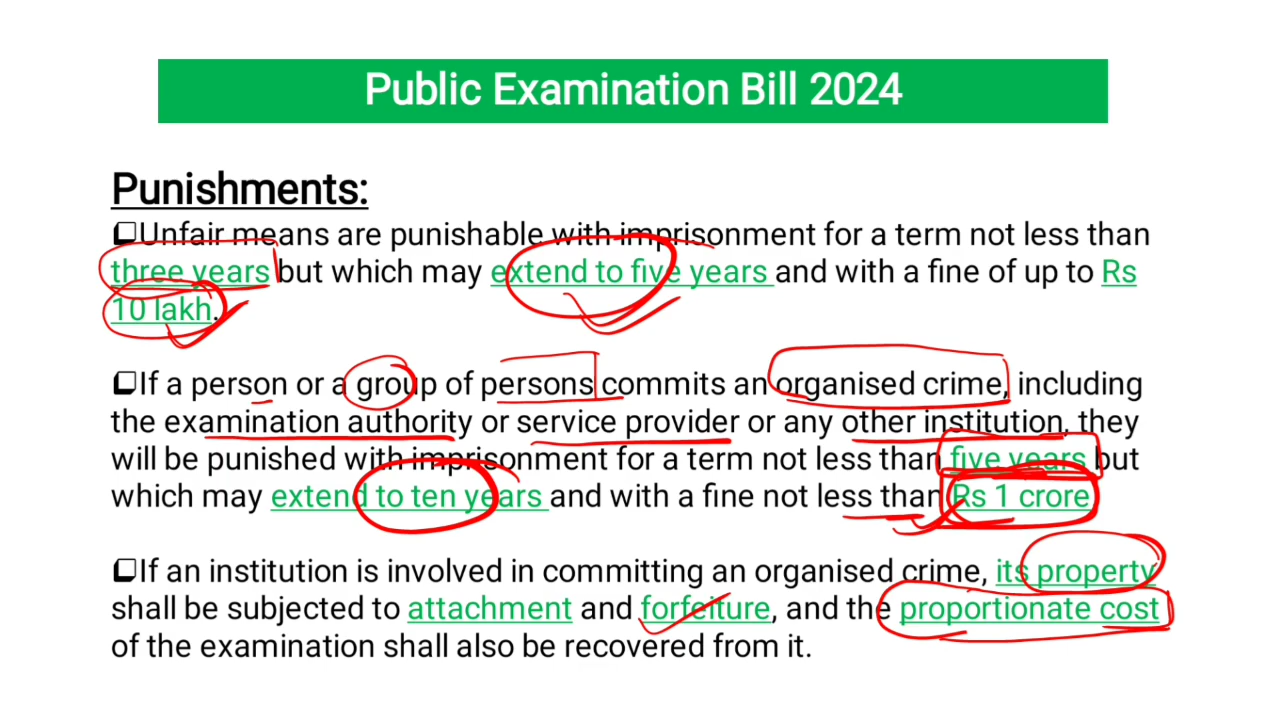 Public Examination Bill 2024
Punishments:
❑Unfair means are punishable with imprisonment for a term not less than
three years but which may extend to five years and with a fine of up to Rs
10 lakh.
❑If a person or a group of persons commits an organised crime, including
the examination authority or service provider or any other institution, they
will be punished with imprisonment for a term not less than five years but
which may extend to ten years and with a fine not less than Rs 1 crore
❑If an institution is involved in committing an organised crime, its property
shall be subjected to attachment and forfeiture, and the proportionate cost
of the examination shall also be recovered from it.